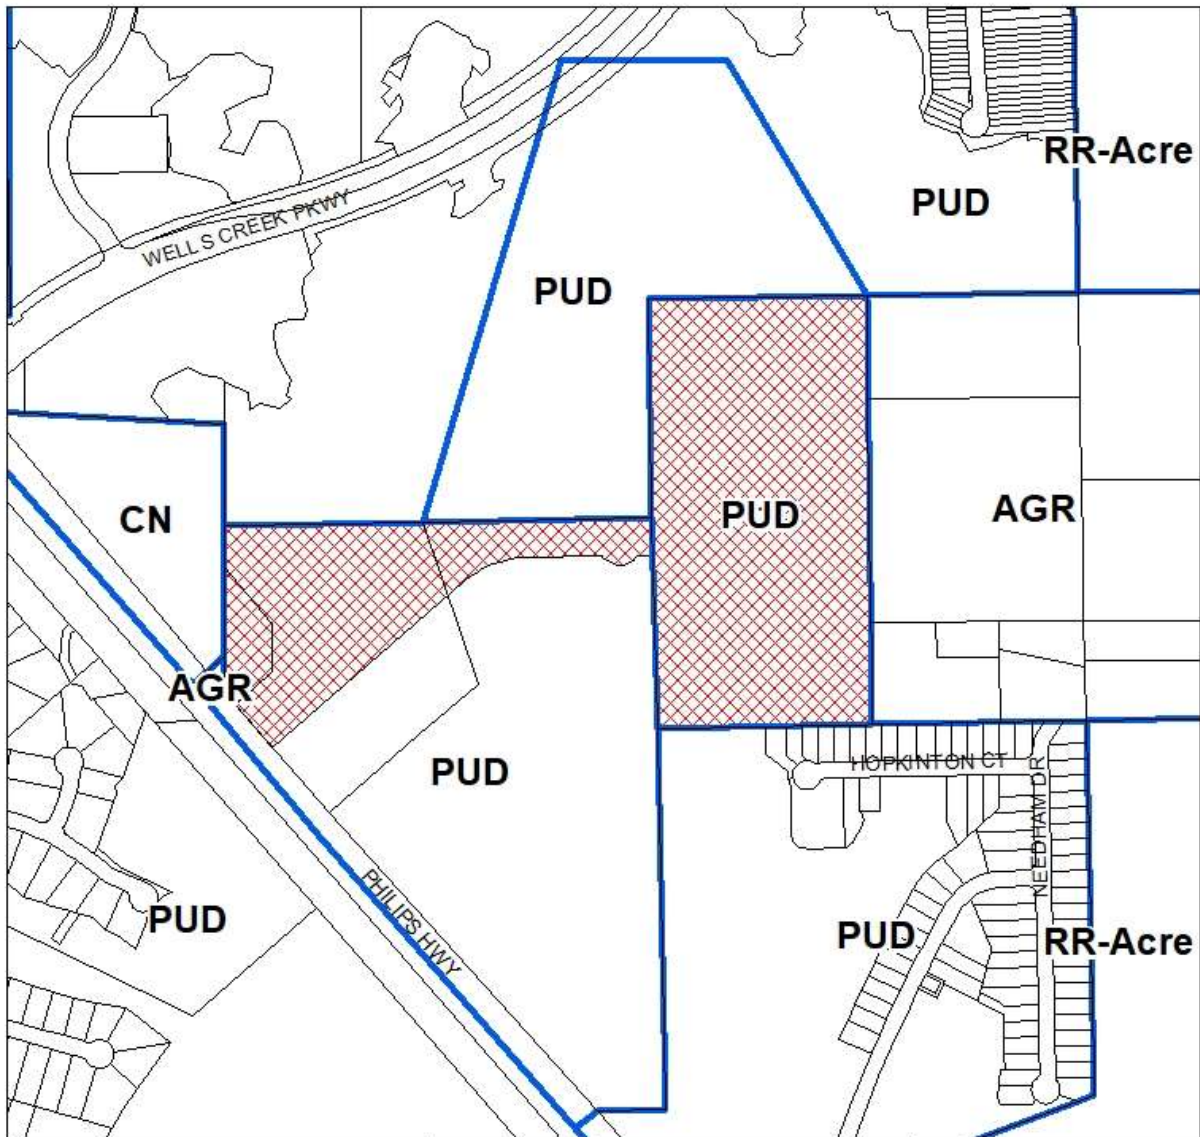 RR-Acre
PUD
WELLS CREEK PKWY
PUD
CN
PUD
AGR
AGR
PUD
HOPKINTON CT
NEEDHAM DR
PHILIPS HWY
PUD
PUD
RR-Acre